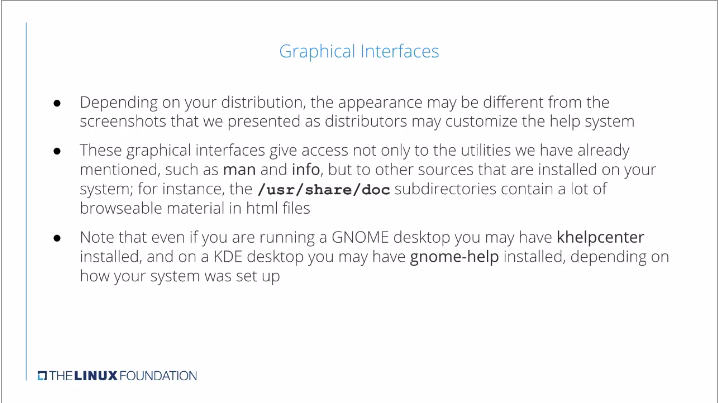 Graphical Interfaces
● Depending on your distribution, the appearance may be different from the
screenshots that we presented as distributors may customize the help system
● These graphical interfaces give access not only to the utilities we have already
mentioned, such as man and info, but to other sources that are installed on your
system; for instance, the /usr/share/doc subdirectories contain a lot of
browseable material in html files
● Note that even if you are running a GNOME desktop you may have khelpcenter
installed, and on a KDE desktop you may have gnome-help installed, depending on
how your system was set up
THE LINUX FOUNDATION